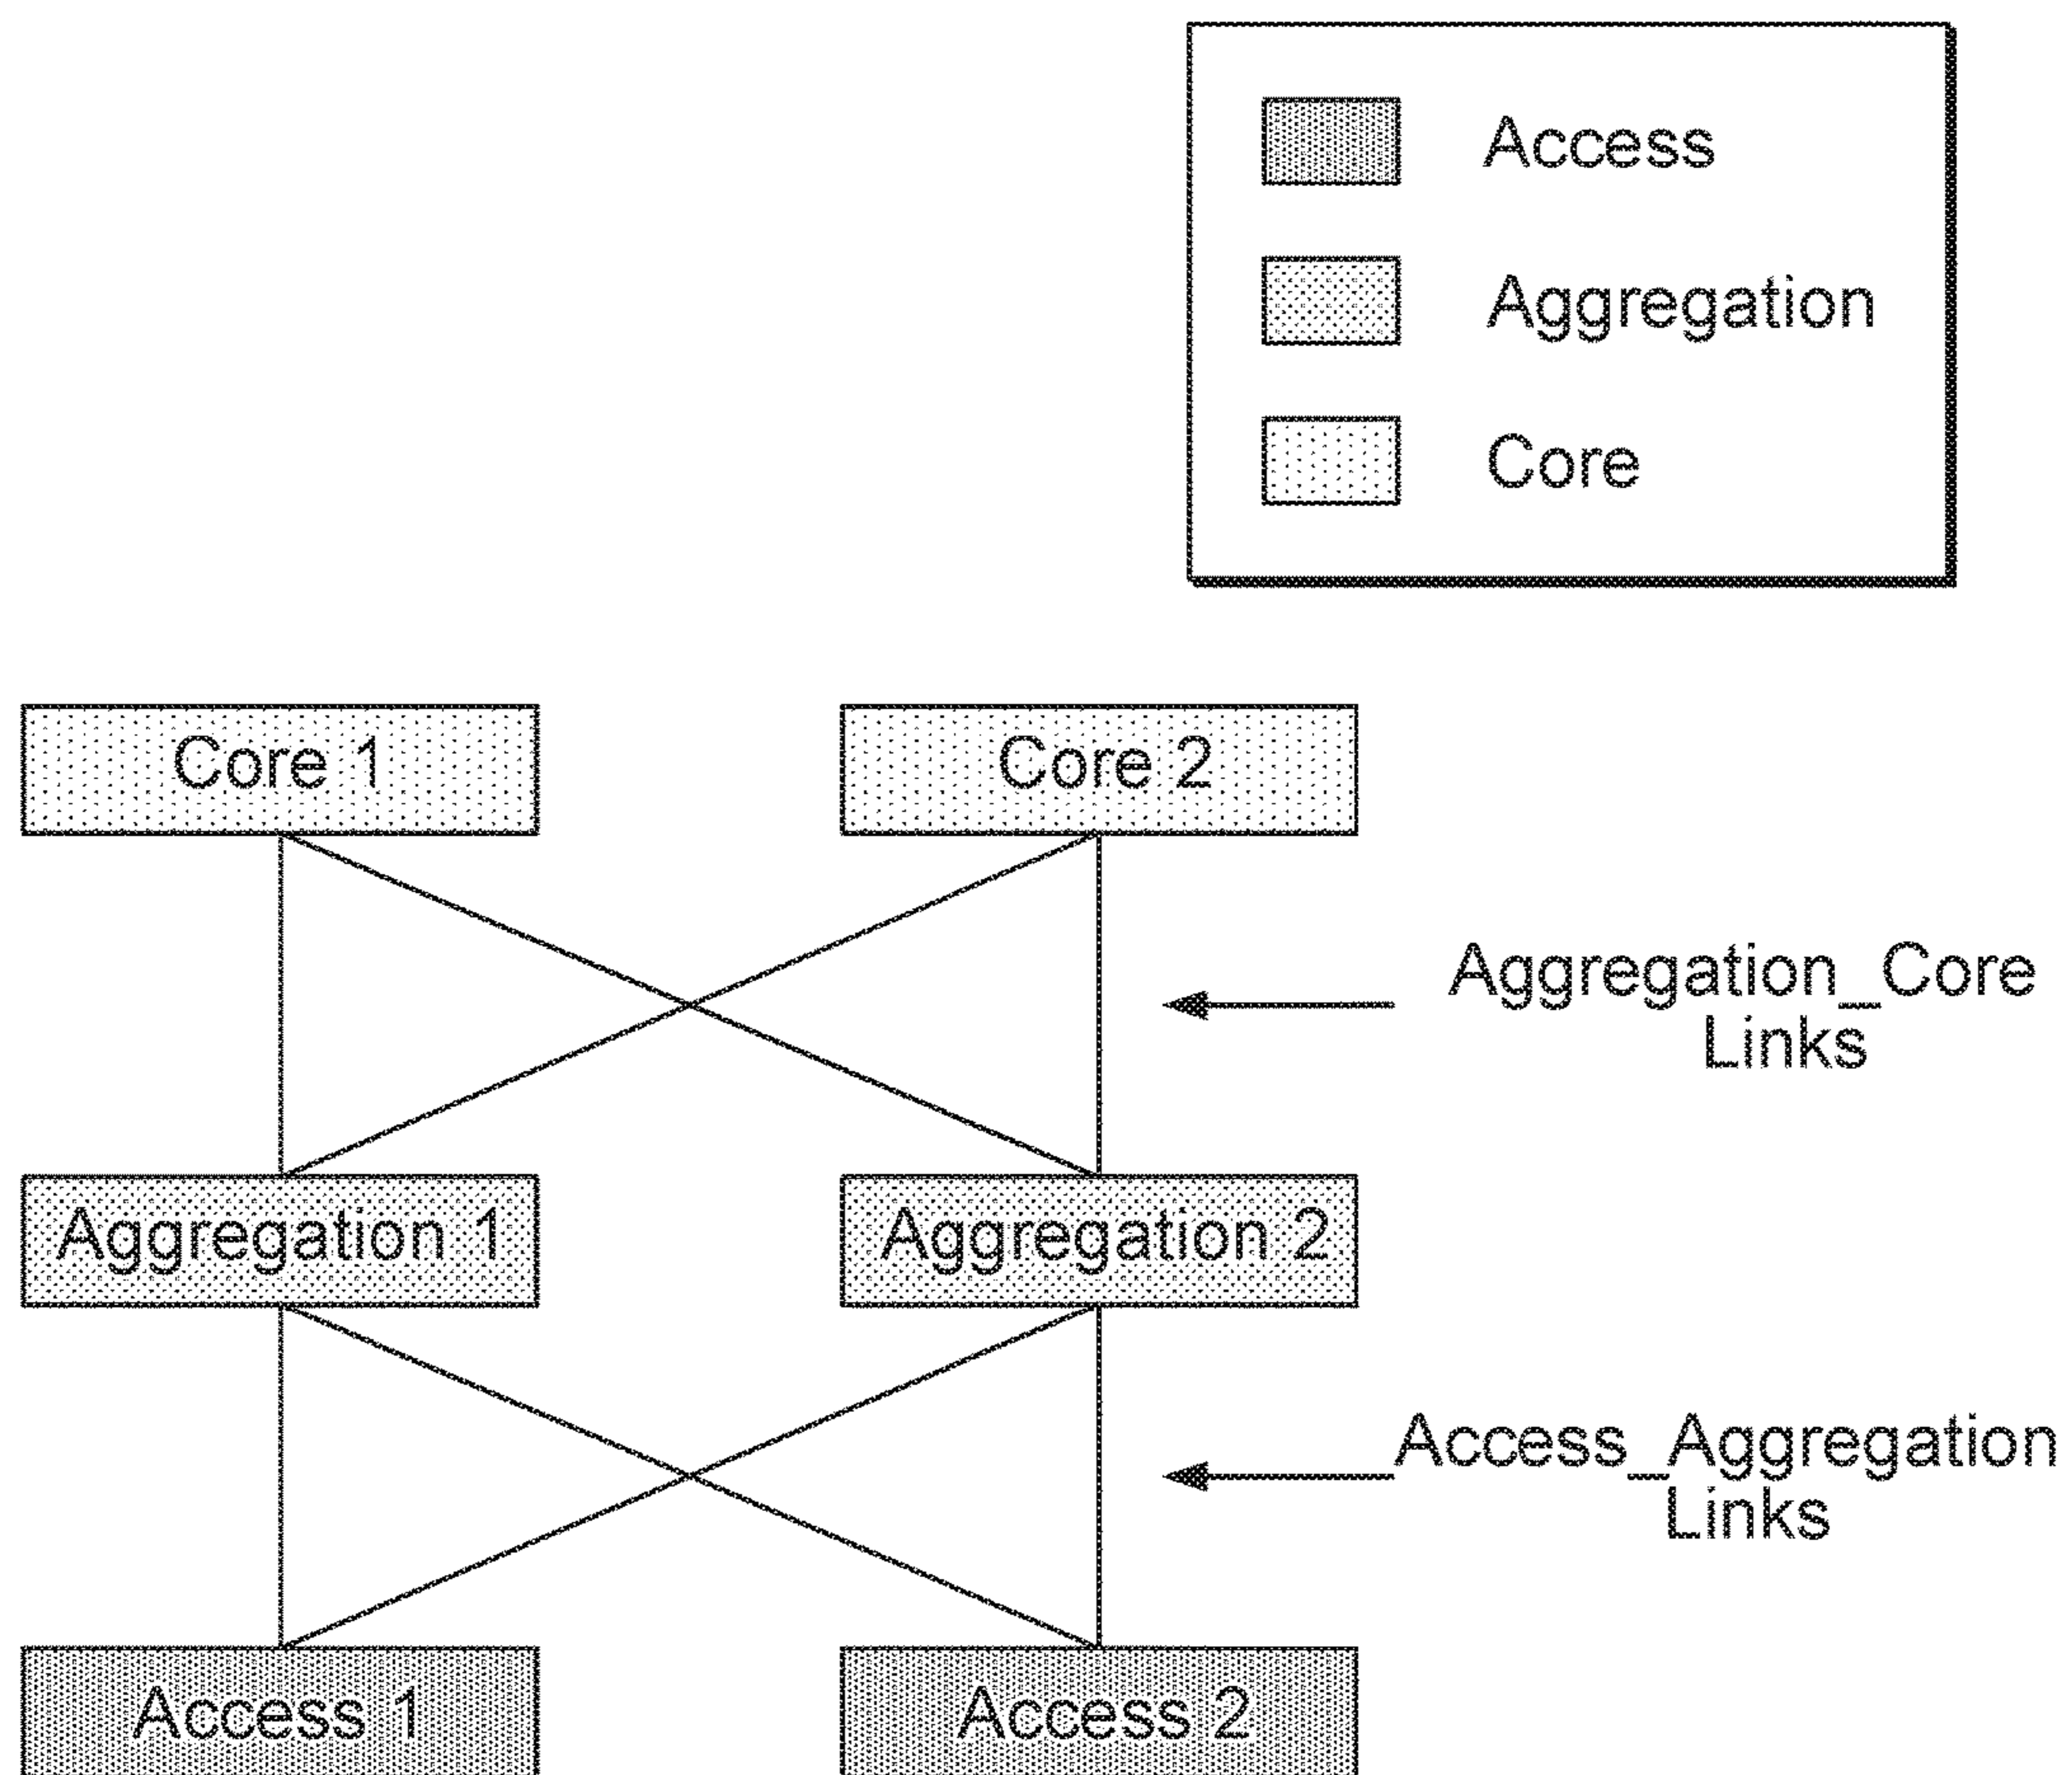 Access
Aggregation
Core
Core 1
Core 2
Aggregation_Core
Links
Aggregation 1
Aggregation 2
Access_Aggregation
Links
Access 1
Access 2